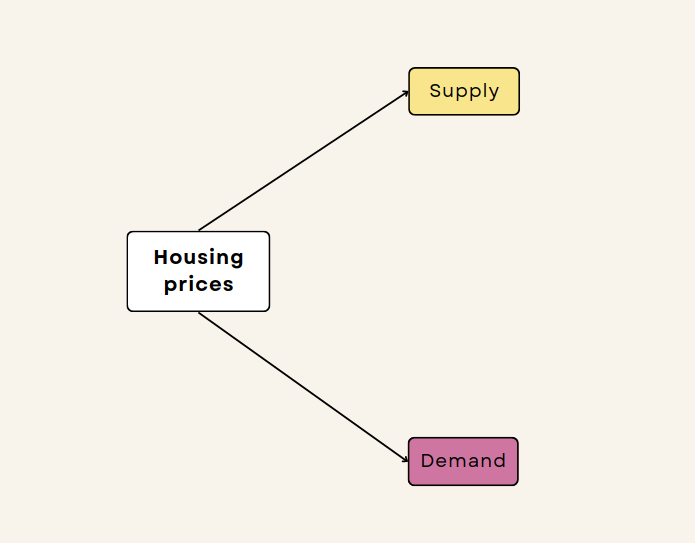 Supply
Housing
prices
Demand